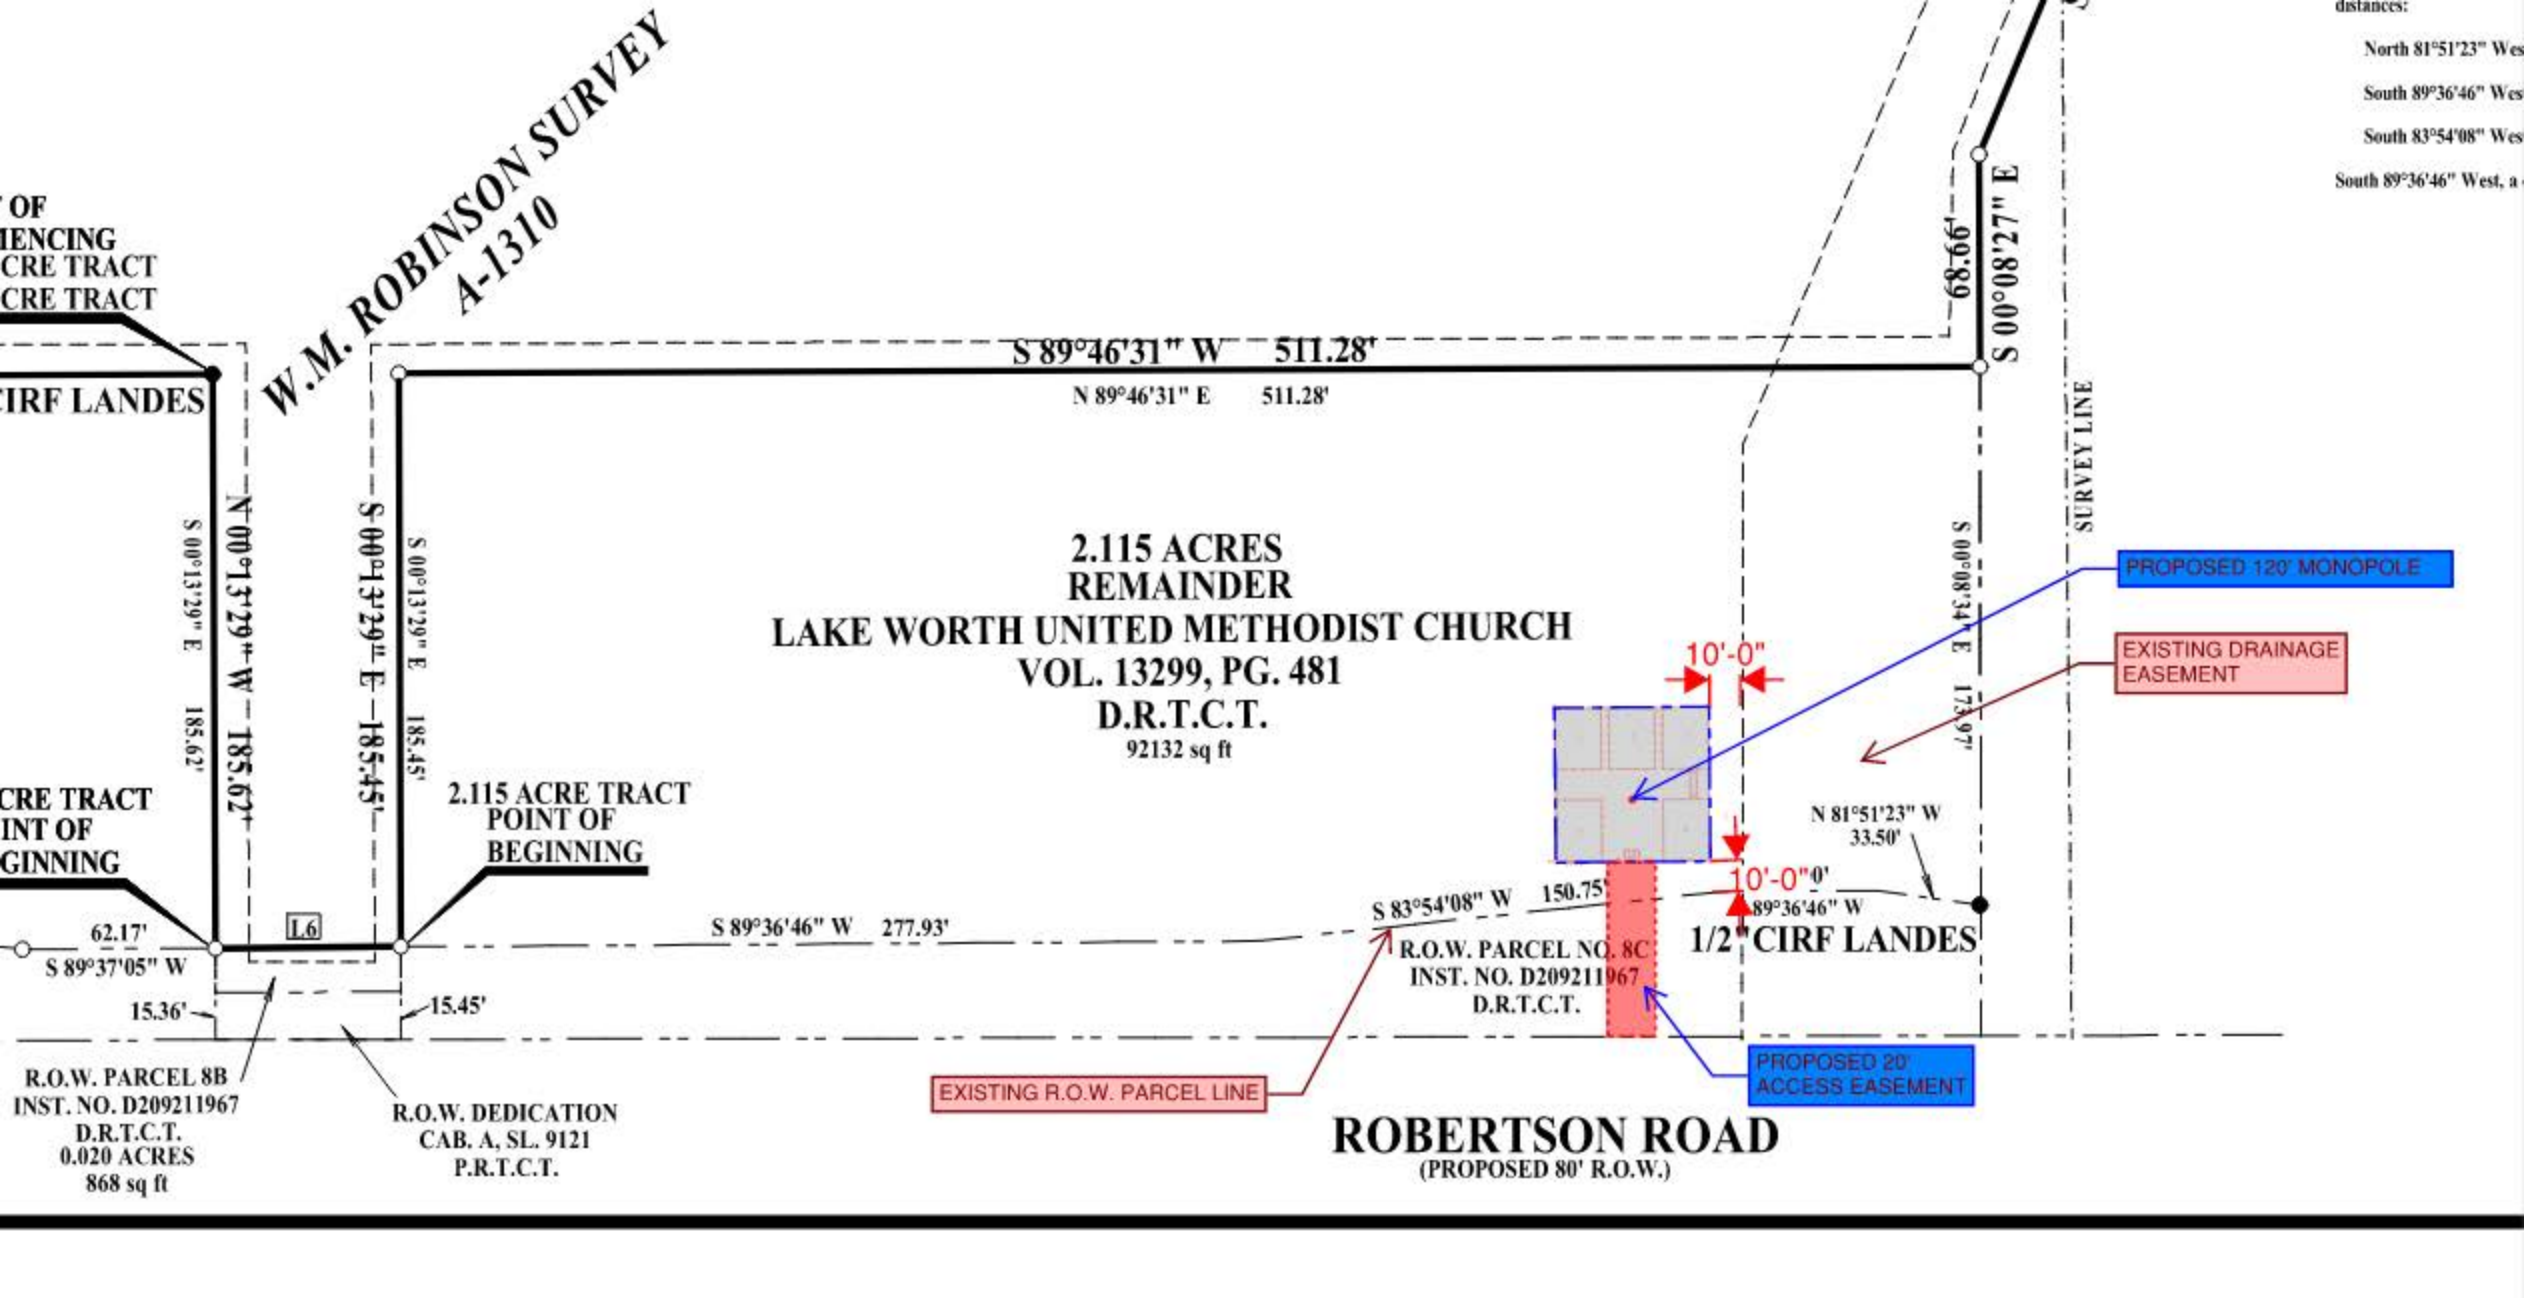 distances:
North 81°51'23" Wes
South 89°36'46" Wes
South 83°54'08" Wes
South 89°36'46" West, a
W.M. ROBINSON SURVEY
A-1310
OF
MENCING
CRE TRACT
CRE TRACT
CIRF LANDES
S 00°08'27" E
69.66'
S 89°46'31" W 511.28'
N 89°46'31" E 511.28'
SURVEY LINE
S 00°13'29" E 185.62'
N 00°13'29" W 185.62'
S 00°13'29" E 185.45'
S 00°13'29" E 185.45'
2.115 ACRES
REMAINDER
LAKE WORTH UNITED METHODIST CHURCH
VOL. 13299, PG. 481
D.R.T.C.T.
92132 sq ft
S 00°08'34" E 173.97'
PROPOSED 120' MONOPOLE
EXISTING DRAINAGE
EASEMENT
10'-0"
CRE TRACT
INT OF
GINNING
2.115 ACRE TRACT
POINT OF
BEGINNING
N 81°51'23" W
33.50'
10'-0"
0'
89°36'46" W
1/2" CIRF LANDES
S 83°54'08" W 150.75'
S 89°36'46" W 277.93'
L6
62.17'
S 89°37'05" W
15.36'
15.45'
R.O.W. PARCEL NO. 8C
INST. NO. D209211967
D.R.T.C.T.
R.O.W. PARCEL 8B
INST. NO. D209211967
D.R.T.C.T.
0.020 ACRES
868 sq ft
R.O.W. DEDICATION
CAB. A, SL. 9121
P.R.T.C.T.
EXISTING R.O.W. PARCEL LINE
PROPOSED 20'
ACCESS EASEMENT
ROBERTSON ROAD
(PROPOSED 80' R.O.W.)